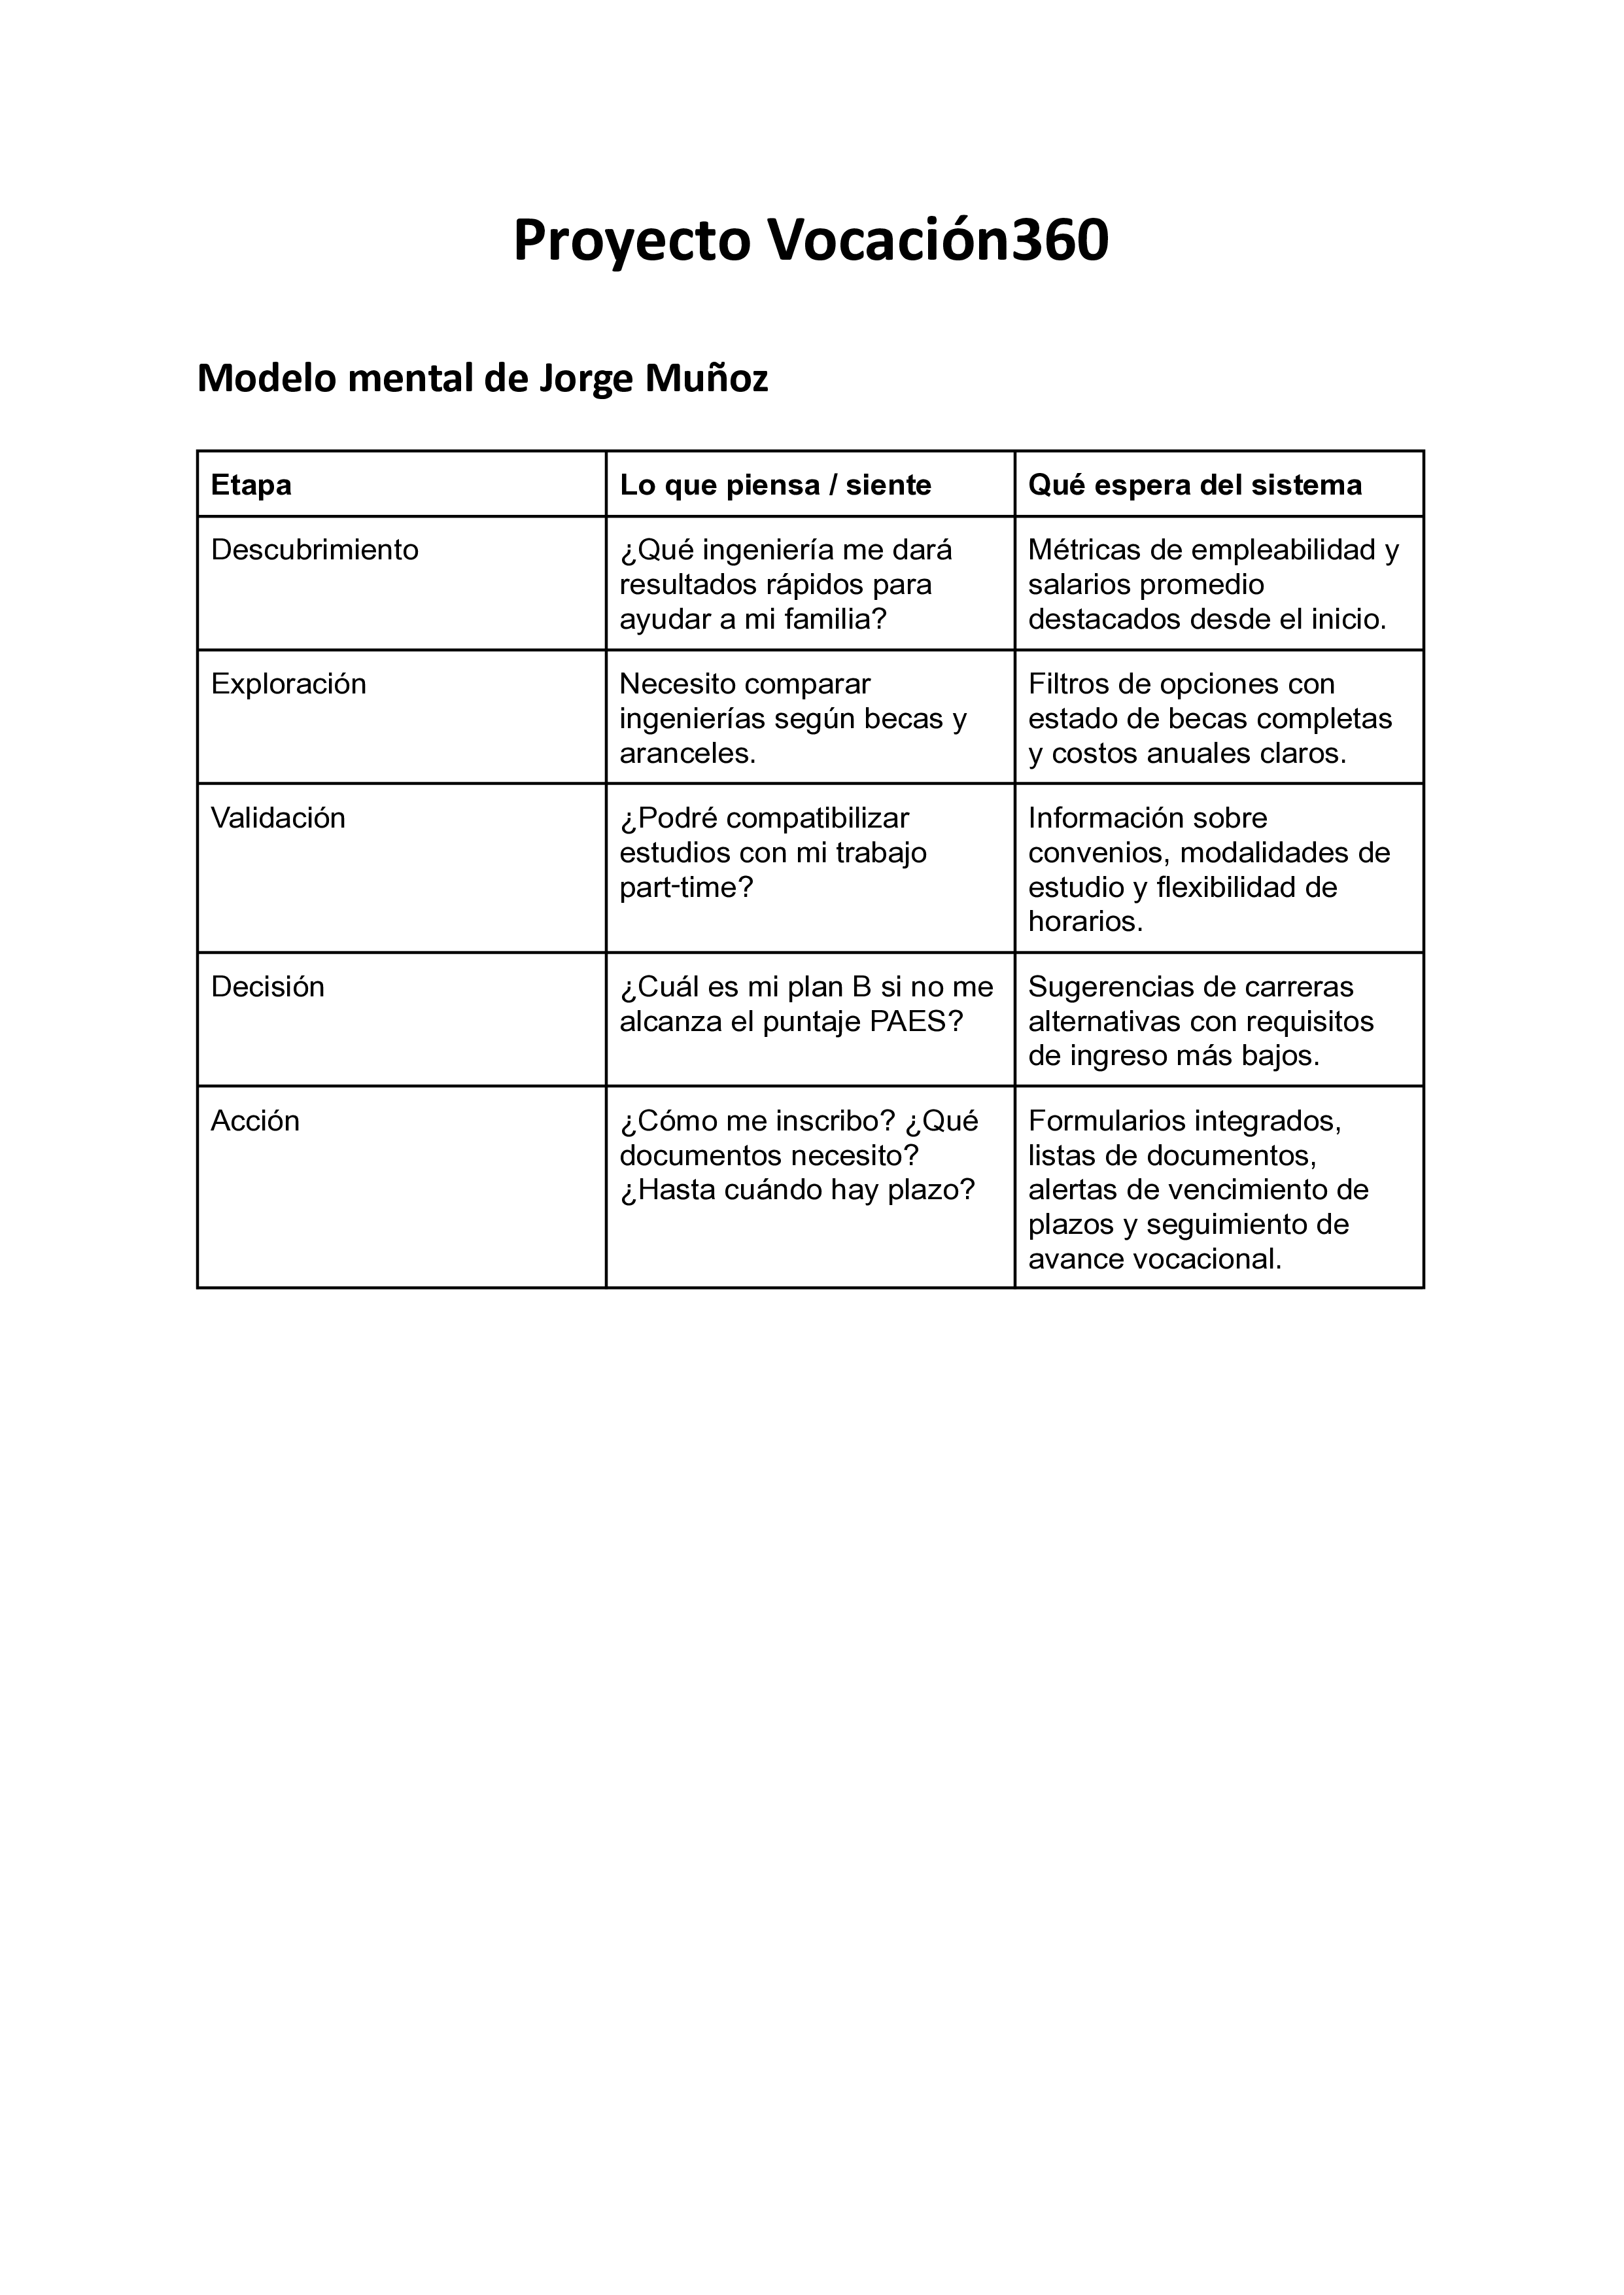 Proyecto Vocación360
Modelo mental de Jorge Muñoz
Etapa
Lo que piensa / siente
Qué espera del sistema
Descubrimiento
¿Qué ingeniería me dará
resultados rápidos para
ayudar a mi familia?
Métricas de empleabilidad y
salarios promedio
destacados desde el inicio.
Exploración
Necesito comparar
ingenierías según becas y
aranceles.
Filtros de opciones con
estado de becas completas
y costos anuales claros.
Validación
¿Podré compatibilizar
estudios con mi trabajo
part-time?
Información sobre
convenios, modalidades de
estudio y flexibilidad de
horarios.
Decisión
¿Cuál es mi plan B si no me
alcanza el puntaje PAES?
Sugerencias de carreras
alternativas con requisitos
de ingreso más bajos.
Acción
¿Cómo me inscribo? ¿Qué
documentos necesito?
¿Hasta cuándo hay plazo?
Formularios integrados,
listas de documentos,
alertas de vencimiento de
plazos y seguimiento de
avance vocacional.